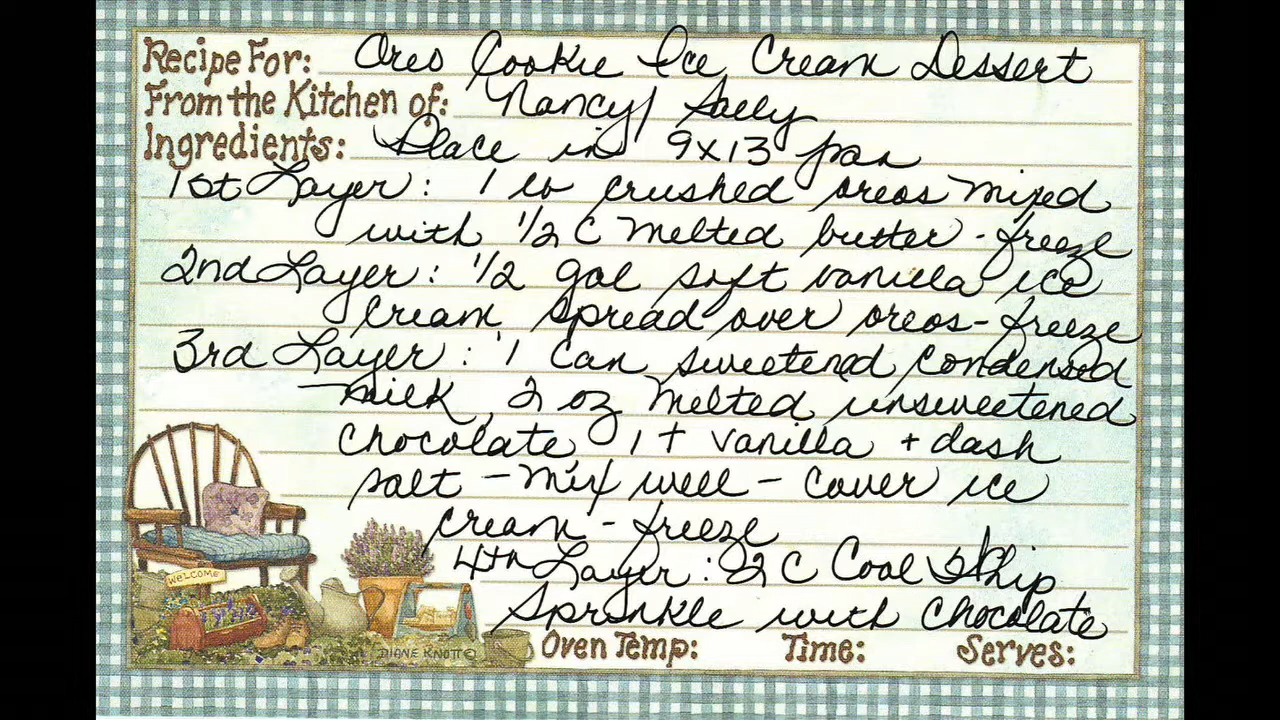 Recipe For: Oreo Cookie Ice Cream Dessert
From the Kitchen of: Nancy/ Sally
Ingredients: Place in 9x13 pan
1st Layer: 1 lb crushed oreos mixed
with 1/2 C melted butter - freeze
2nd Layer: 1/2 gal soft vanilla ice
cream spread over oreos - freeze
3rd Layer: 1 can sweetened condensed
milk, 2 oz melted unsweetened
chocolate 1 t vanilla + dash
salt - mix well - cover ice
cream - freeze
4th Layer: 2 C Cool Whip
Sprinkle with chocolate
WELCOME
DIANE KNOTT
Oven Temp: Time: Serves: